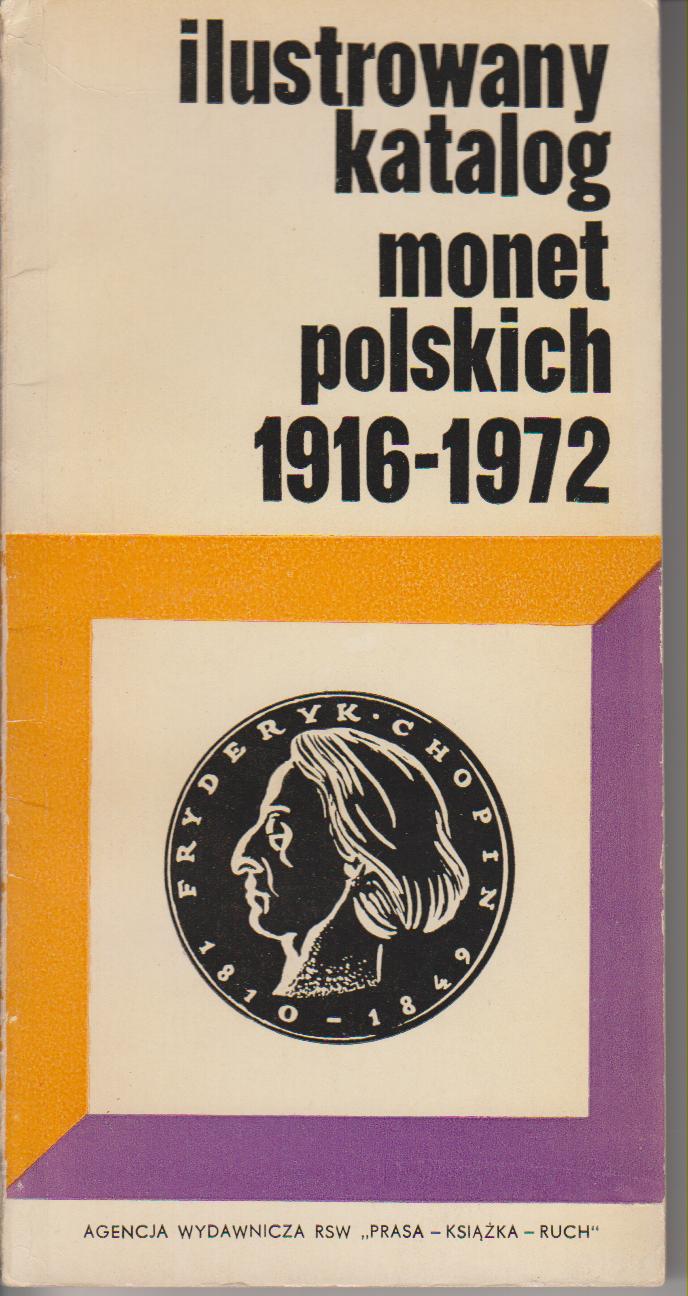 ilustrowany
katalog
monet
polskich
1916-1972
FRYDERYK · CHOPIN
1810 – 1849
AGENCJA WYDAWNICZA RSW „PRASA – KSIĄŻKA – RUCH“